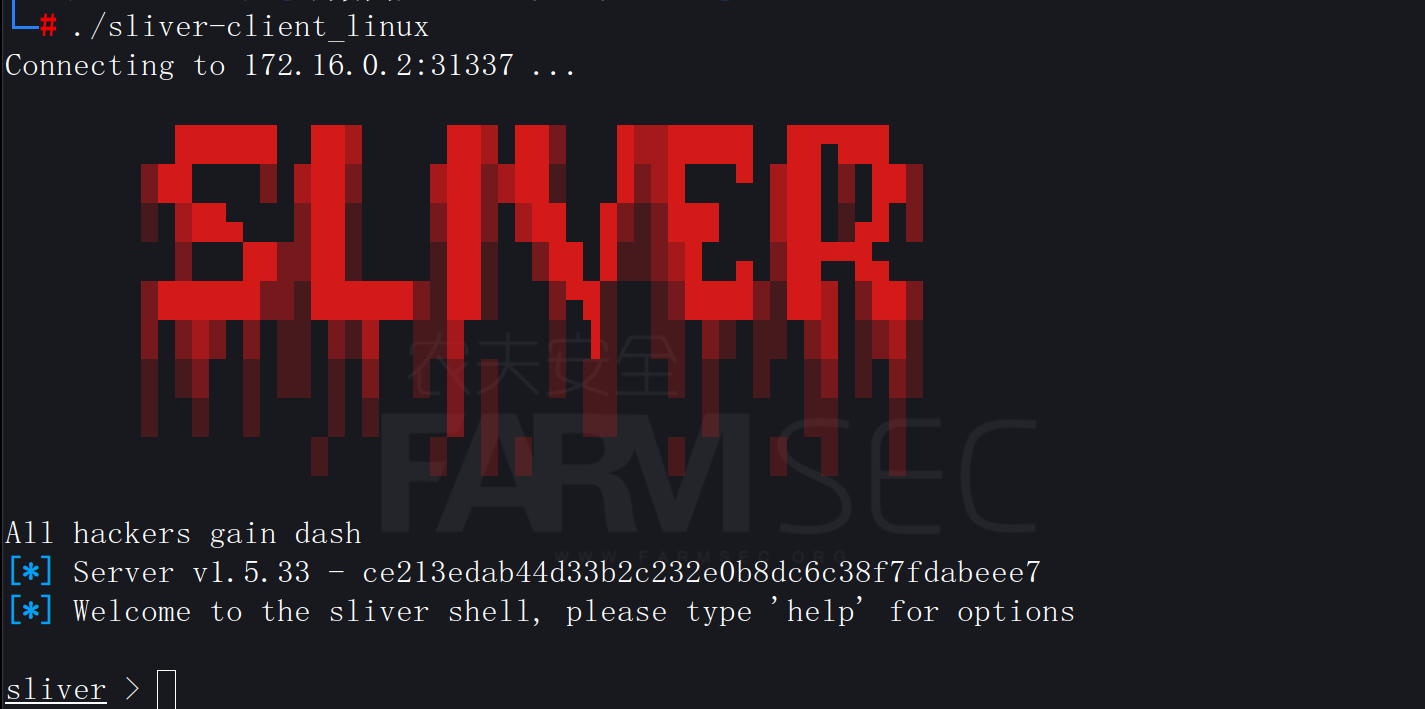 # ./sliver-client_linux
Connecting to 172.16.0.2:31337 ...
SLIVER
农夫安全
FARMSEC
WWW.FARMSEC.ORG
All hackers gain dash
[*] Server v1.5.33 - ce213edab44d33b2c232e0b8dc6c38f7fdabeee7
[*] Welcome to the sliver shell, please type 'help' for options
sliver >